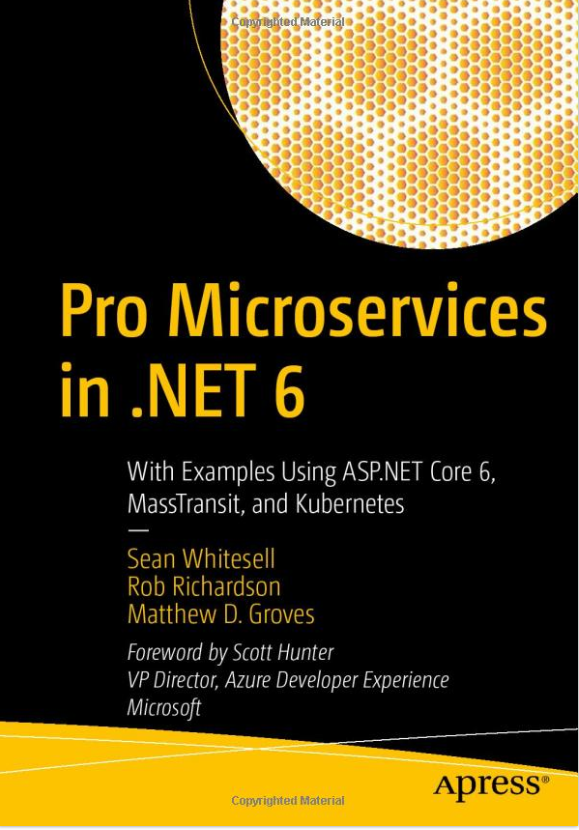 Copyrighted Material
Pro Microservices
in .NET 6
With Examples Using ASP.NET Core 6,
MassTransit, and Kubernetes
—
Sean Whitesell
Rob Richardson
Matthew D. Groves
Foreword by Scott Hunter
VP Director, Azure Developer Experience
Microsoft
Apress®
Copyrighted Material